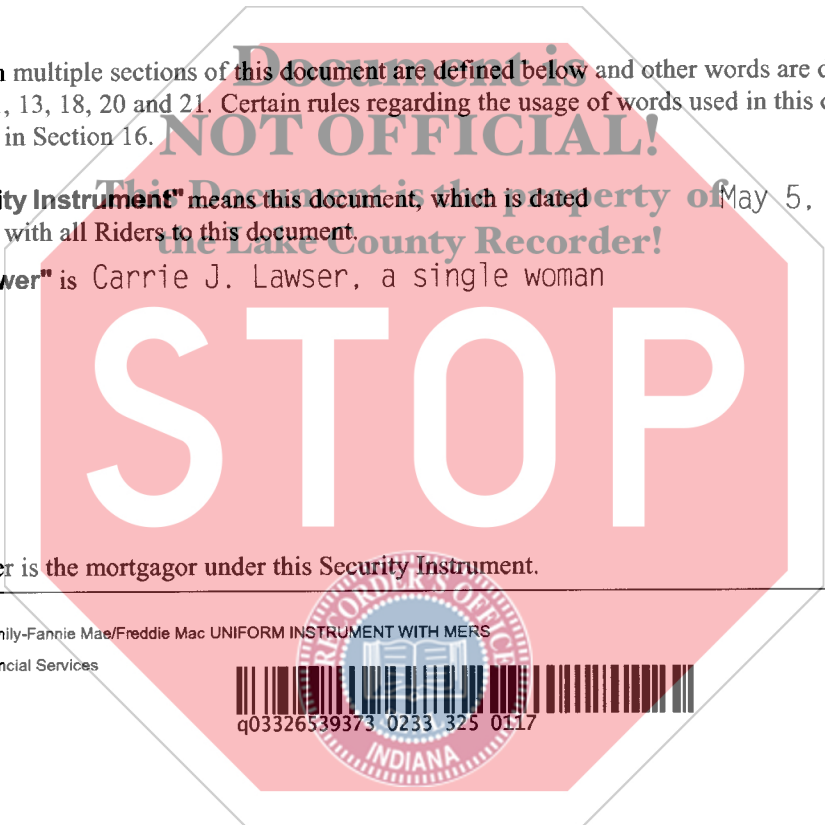 Document is
multiple sections of this document are defined below and other words are
, 13, 18, 20 and 21. Certain rules regarding the usage of words used in this
NOT OFFICIAL!
in Section 16.
This Document is the property of
ity Instrument" means this document, which is dated May 5,
with all Riders to this document.
the Lake County Recorder!
wer" is Carrie J. Lawser, a single woman
STOP
er is the mortgagor under this Security Instrument.
RECORDER'S OFFICE
mily-Fannie Mae/Freddie Mac UNIFORM INSTRUMENT WITH MERS
ncial Services
q03326539373 0233 325 0117
INDIANA